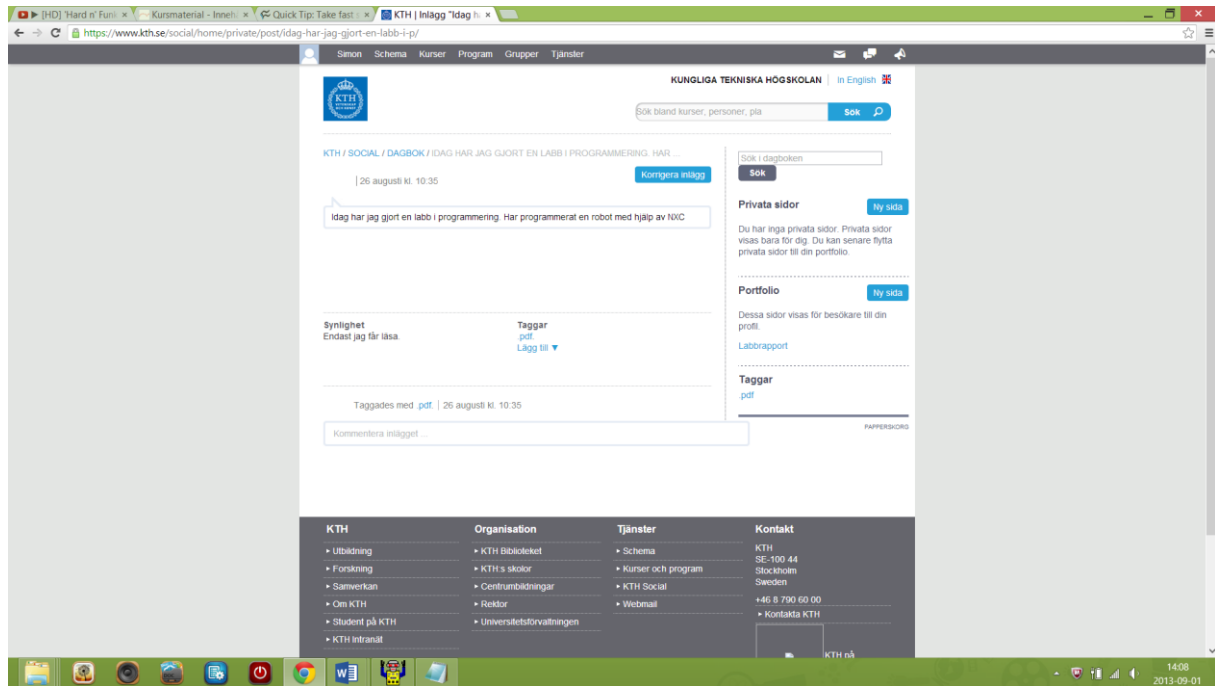 [HD] 'Hard n' Funk
Kursmaterial - Inneh
Quick Tip: Take fast s
KTH | Inlägg "Idag h
https://www.kth.se/social/home/private/post/idag-har-jag-gjort-en-labb-i-p/
Simon Schema Kurser Program Grupper Tjänster
KTH
KUNGLIGA TEKNISKA HÖGSKOLAN | In English
Sök bland kurser, personer, pla
Sök
KTH / SOCIAL / DAGBOK / IDAG HAR JAG GJORT EN LABB I PROGRAMMERING. HAR ...
| 26 augusti kl. 10:35
Korrigera inlägg
Idag har jag gjort en labb i programmering. Har programmerat en robot med hjälp av NXC
Synlighet
Endast jag får läsa.
Taggar
.pdf.
Lägg till ▼
Taggades med .pdf. | 26 augusti kl. 10:35
Kommentera inlägget ...
Sök i dagboken
Sök
Privata sidor
Ny sida
Du har inga privata sidor. Privata sidor
visas bara för dig. Du kan senare flytta
privata sidor till din portfolio.
Portfolio
Ny sida
Dessa sidor visas för besökare till din
profil.
Labbrapport
Taggar
.pdf
PAPPERSKORG
KTH
▸ Utbildning
▸ Forskning
▸ Samverkan
▸ Om KTH
▸ Student på KTH
▸ KTH Intranät
Organisation
▸ KTH Biblioteket
▸ KTH:s skolor
▸ Centrumbildningar
▸ Rektor
▸ Universitetsförvaltningen
Tjänster
▸ Schema
▸ Kurser och program
▸ KTH Social
▸ Webmail
Kontakt
KTH
SE-100 44
Stockholm
Sweden
+46 8 790 60 00
▸ Kontakta KTH
KTH på
14:08
2013-09-01